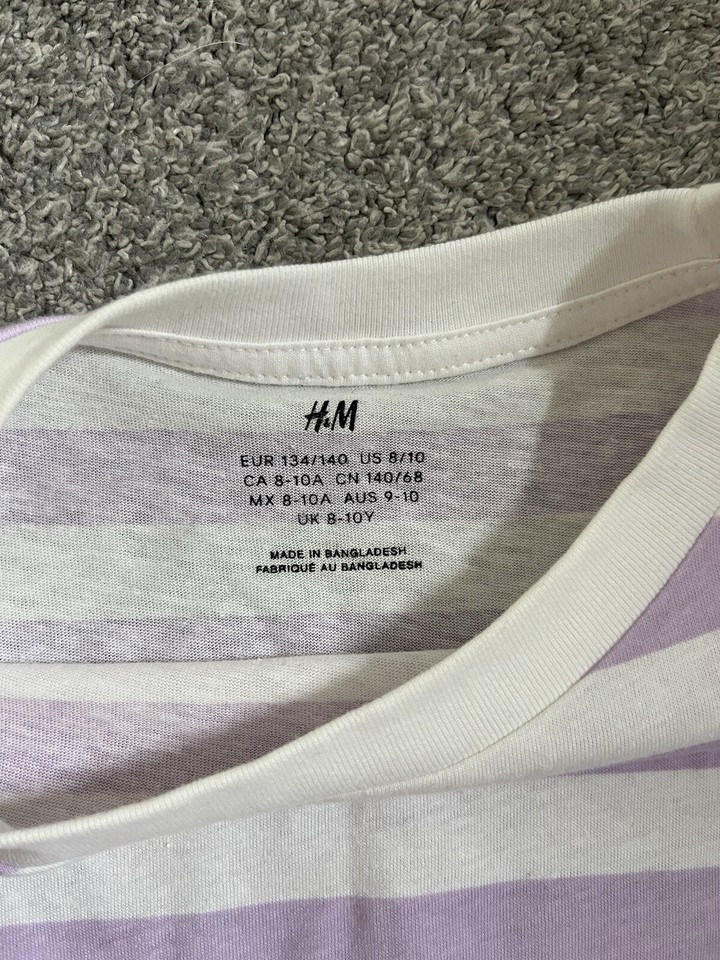 H&M
EUR 134/140 US 8/10
CA 8-10A CN 140/68
MX 8-10A AUS 9-10
UK 8-10Y
MADE IN BANGLADESH
FABRIQUÉ AU BANGLADESH